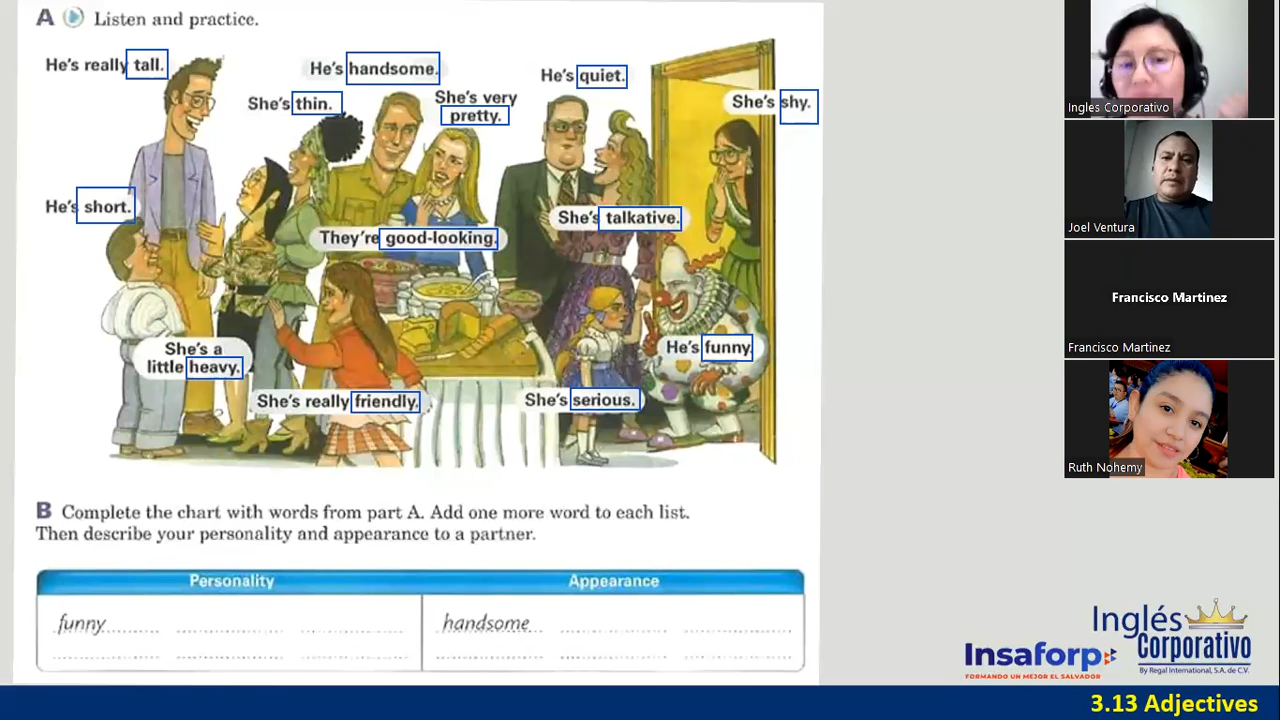 A Listen and practice.
He's really tall.
He's handsome.
He's quiet.
She's thin.
She's very
pretty.
She's shy.
He's short.
They're good-looking.
She's talkative.
She's a
little heavy.
He's funny.
She's really friendly.
She's serious.
B Complete the chart with words from part A. Add one more word to each list.
Then describe your personality and appearance to a partner.
Personality Appearance
funny handsome
Ingles Corporativo
Joel Ventura
Francisco Martinez
Francisco Martinez
Ruth Nohemy
Insaforp
FORMANDO UN MEJOR EL SALVADOR
Inglés
Corporativo
By Regal International, S.A. de C.V.
3.13 Adjectives